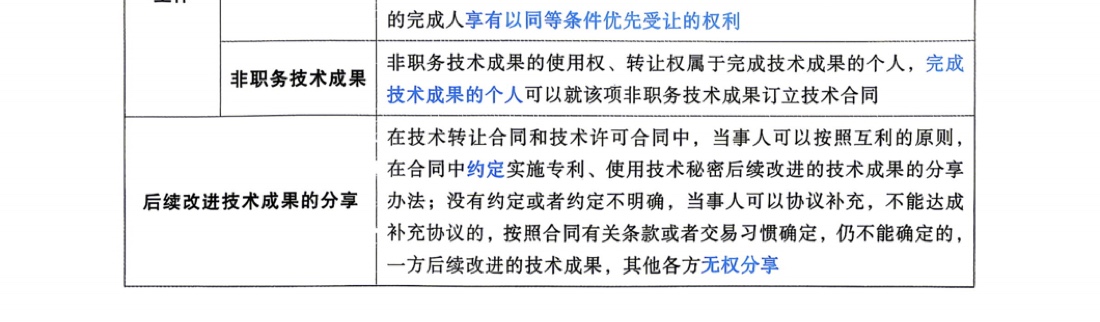 的完成人享有以同等条件优先受让的权利
非职务技术成果
非职务技术成果的使用权、转让权属于完成技术成果的个人，完成
技术成果的个人可以就该项非职务技术成果订立技术合同
后续改进技术成果的分享
在技术转让合同和技术许可合同中，当事人可以按照互利的原则，
在合同中约定实施专利、使用技术秘密后续改进的技术成果的分享
办法；没有约定或者约定不明确，当事人可以协议补充，不能达成
补充协议的，按照合同有关条款或者交易习惯确定，仍不能确定的，
一方后续改进的技术成果，其他各方无权分享